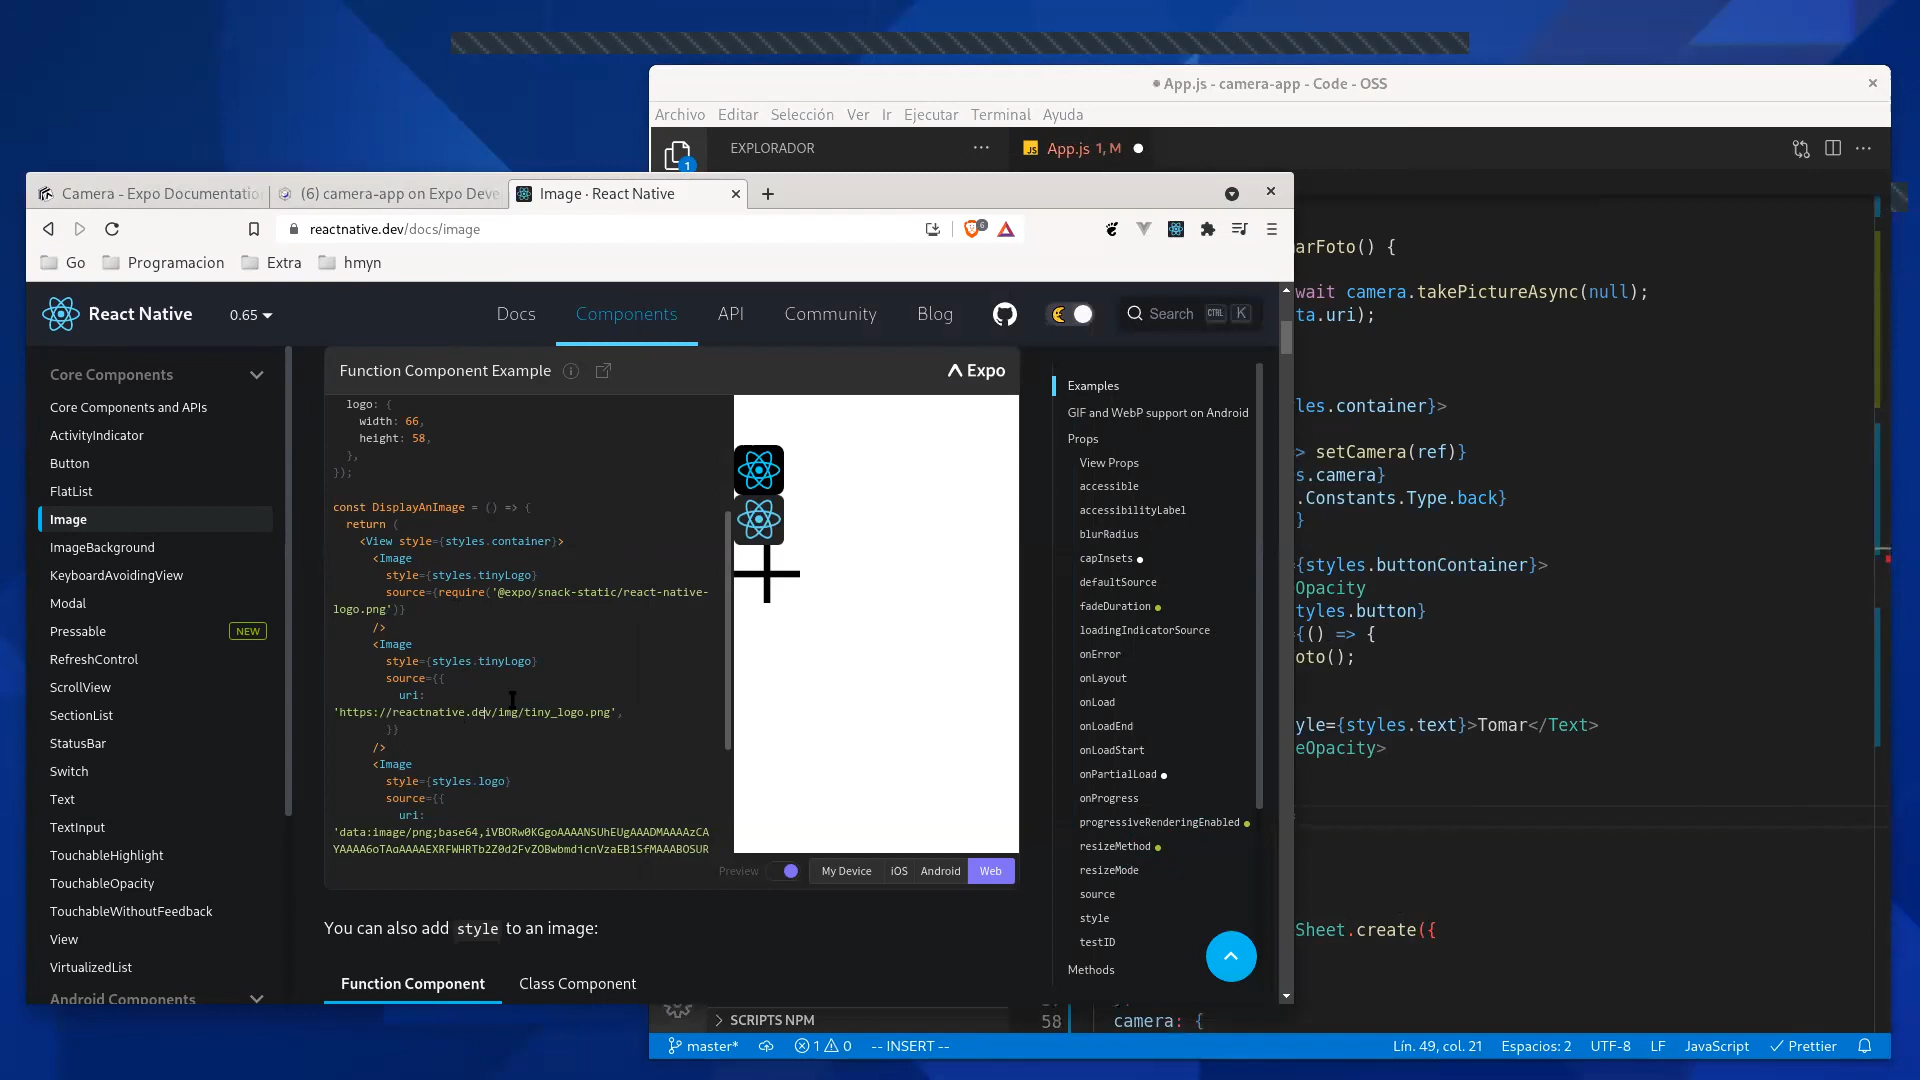 App.js - camera-app - Code - OSS
Archivo Editar Selección Ver Ir Ejecutar Terminal Ayuda
EXPLORADOR
App.js 1, M
1
Camera - Expo Documentatio
(6) camera-app on Expo Deve
Image · React Native
reactnative.dev/docs/image
6
Go Programacion Extra hmyn
React Native 0.65
Docs Components API Community Blog
Search CTRL K
Core Components
Core Components and APIs
ActivityIndicator
Button
FlatList
Image
ImageBackground
KeyboardAvoidingView
Modal
Pressable NEW
RefreshControl
ScrollView
SectionList
StatusBar
Switch
Text
TextInput
TouchableHighlight
TouchableOpacity
TouchableWithoutFeedback
View
VirtualizedList
Android Components
Function Component Example
Expo
logo: {
width: 66,
height: 58,
},
});
const DisplayAnImage = () => {
return (
<View style={styles.container}>
<Image
style={styles.tinyLogo}
source={require('@expo/snack-static/react-native-
logo.png')}
/>
<Image
style={styles.tinyLogo}
source={{
uri:
'https://reactnative.dev/img/tiny_logo.png',
}}
/>
<Image
style={styles.logo}
source={{
uri:
Preview My Device iOS Android Web
You can also add style to an image:
Function Component Class Component
Examples
GIF and WebP support on Android
Props
View Props
accessible
accessibilityLabel
blurRadius
capInsets
defaultSource
fadeDuration
loadingIndicatorSource
onError
onLayout
onLoad
onLoadEnd
onLoadStart
onPartialLoad
onProgress
progressiveRenderingEnabled
resizeMethod
resizeMode
source
style
testID
Methods
arFoto() {
wait camera.takePictureAsync(null);
ta.uri);
les.container}>
> setCamera(ref)}
s.camera}
.Constants.Type.back}
}
{styles.buttonContainer}>
Opacity
tyles.button}
{() => {
oto();
yle={styles.text}>Tomar</Text>
eOpacity>
Sheet.create({
58 camera: {
SCRIPTS NPM
master* 1 0 -- INSERT --
Lín. 49, col. 21 Espacios: 2 UTF-8 LF JavaScript Prettier